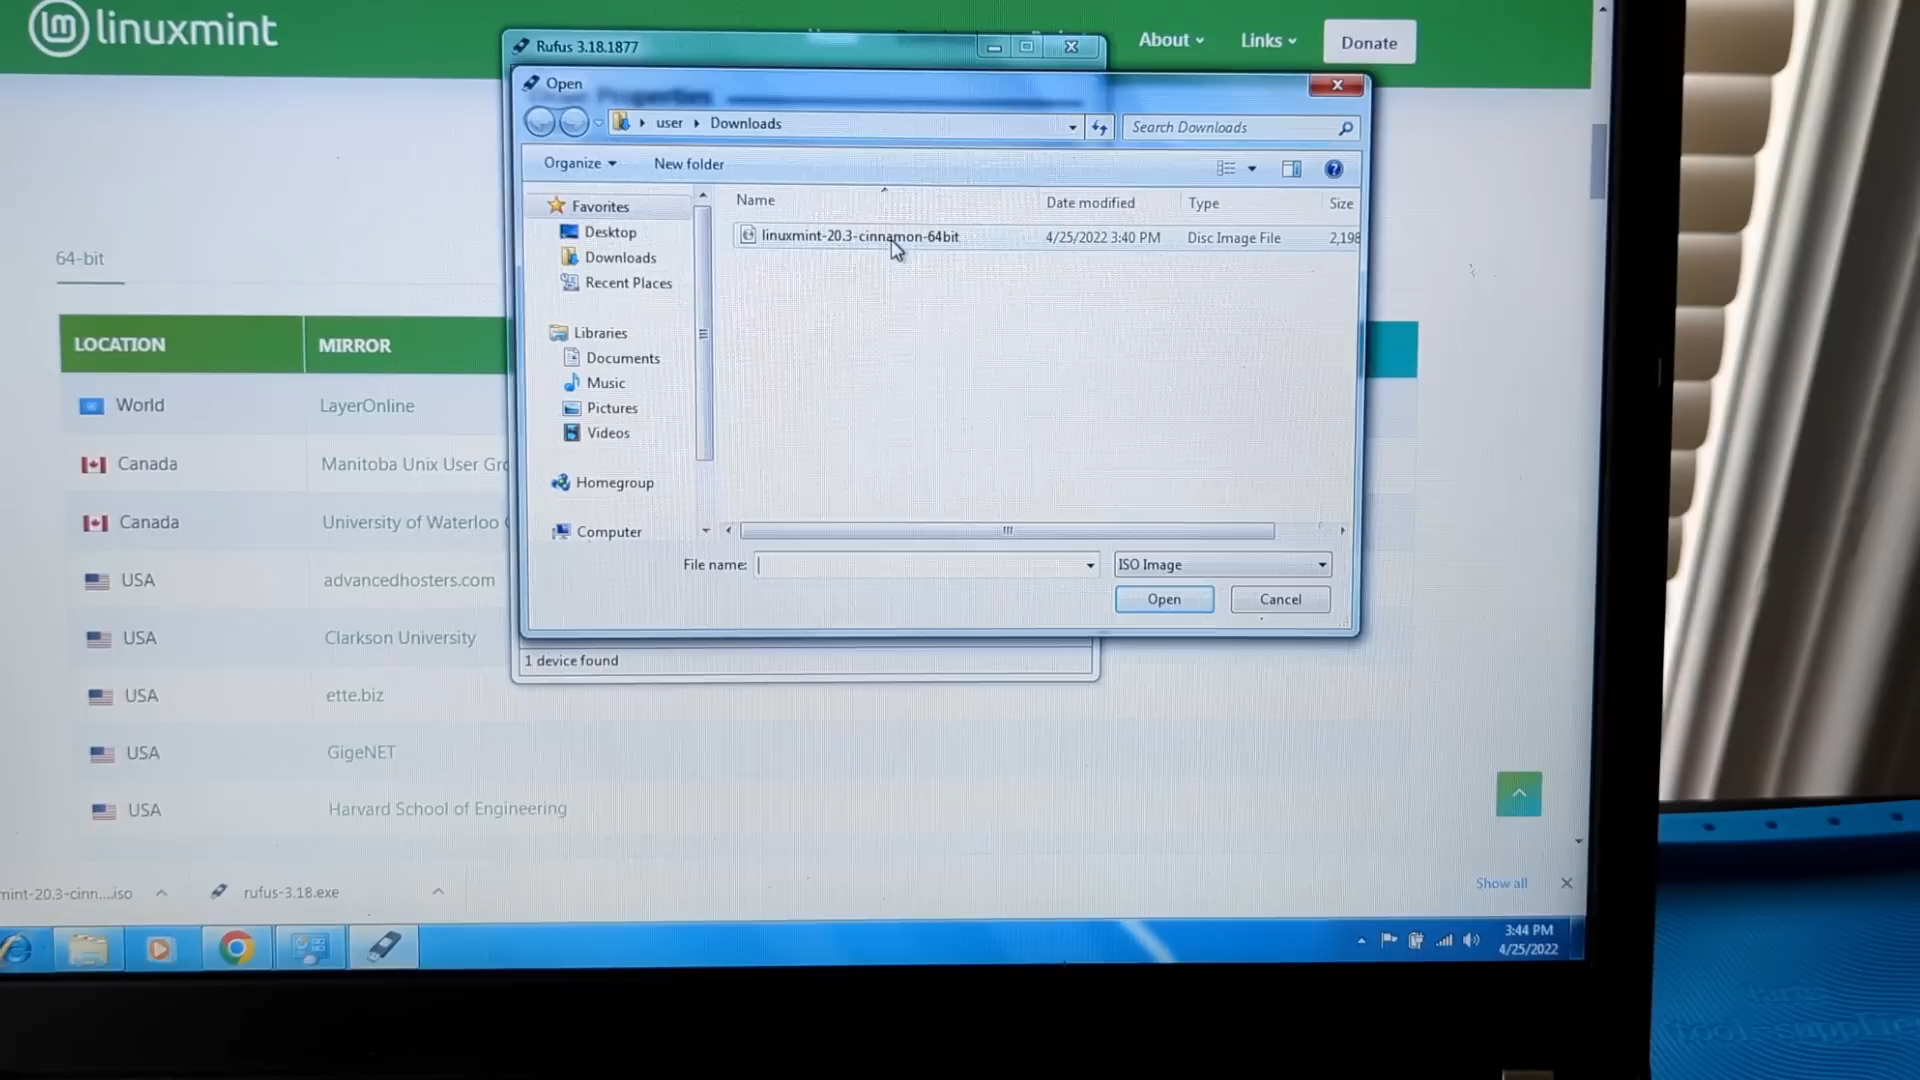 linuxmint
About
Links
Donate
Rufus 3.18.1877
Open
Properties
user
Downloads
Search Downloads
Organize
New folder
Name
Date modified
Type
Size
linuxmint-20.3-cinnamon-64bit
4/25/2022 3:40 PM
Disc Image File
2,198
Favorites
Desktop
Downloads
Recent Places
Libraries
Documents
Music
Pictures
Videos
Homegroup
Computer
File name:
ISO Image
Open
Cancel
1 device found
64-bit
LOCATION
MIRROR
World
LayerOnline
Canada
Manitoba Unix User Gro
Canada
University of Waterloo
USA
advancedhosters.com
USA
Clarkson University
USA
ette.biz
USA
GigeNET
USA
Harvard School of Engineering
mint-20.3-cinn....iso
rufus-3.18.exe
Show all
3:44 PM
4/25/2022